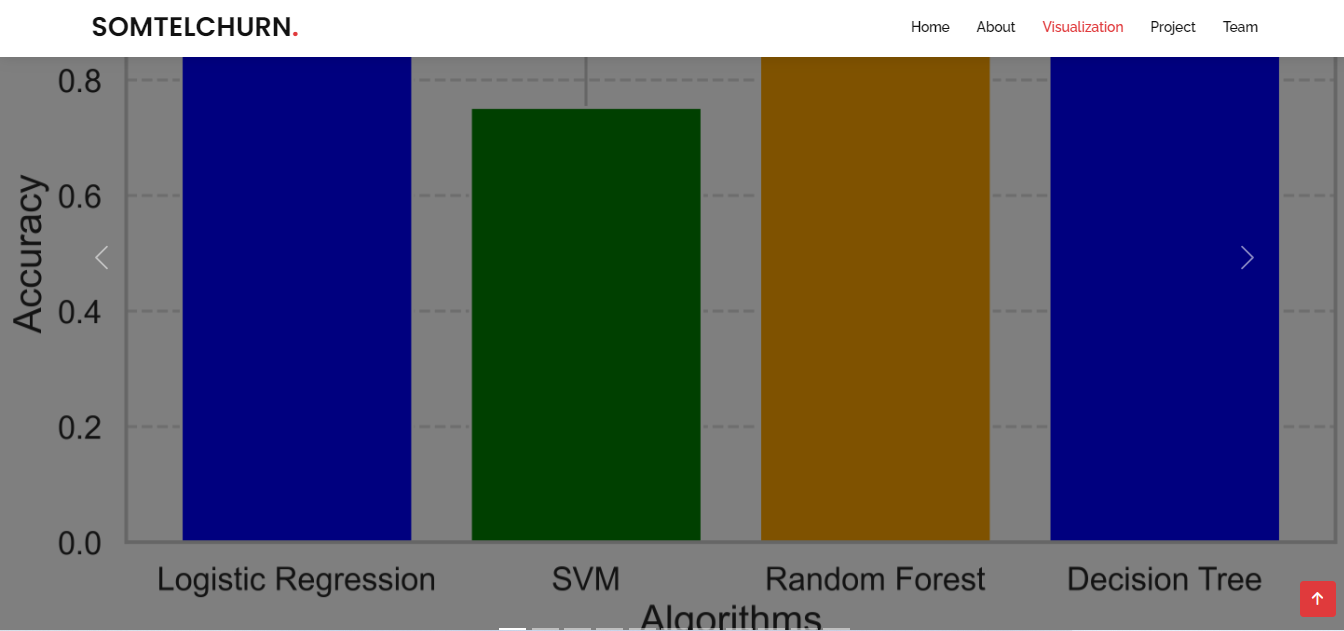 SOMTELCHURN.
Home About Visualization Project Team
0.8
0.6
0.4
0.2
0.0
Accuracy
Logistic Regression SVM Random Forest Decision Tree
Algorithms